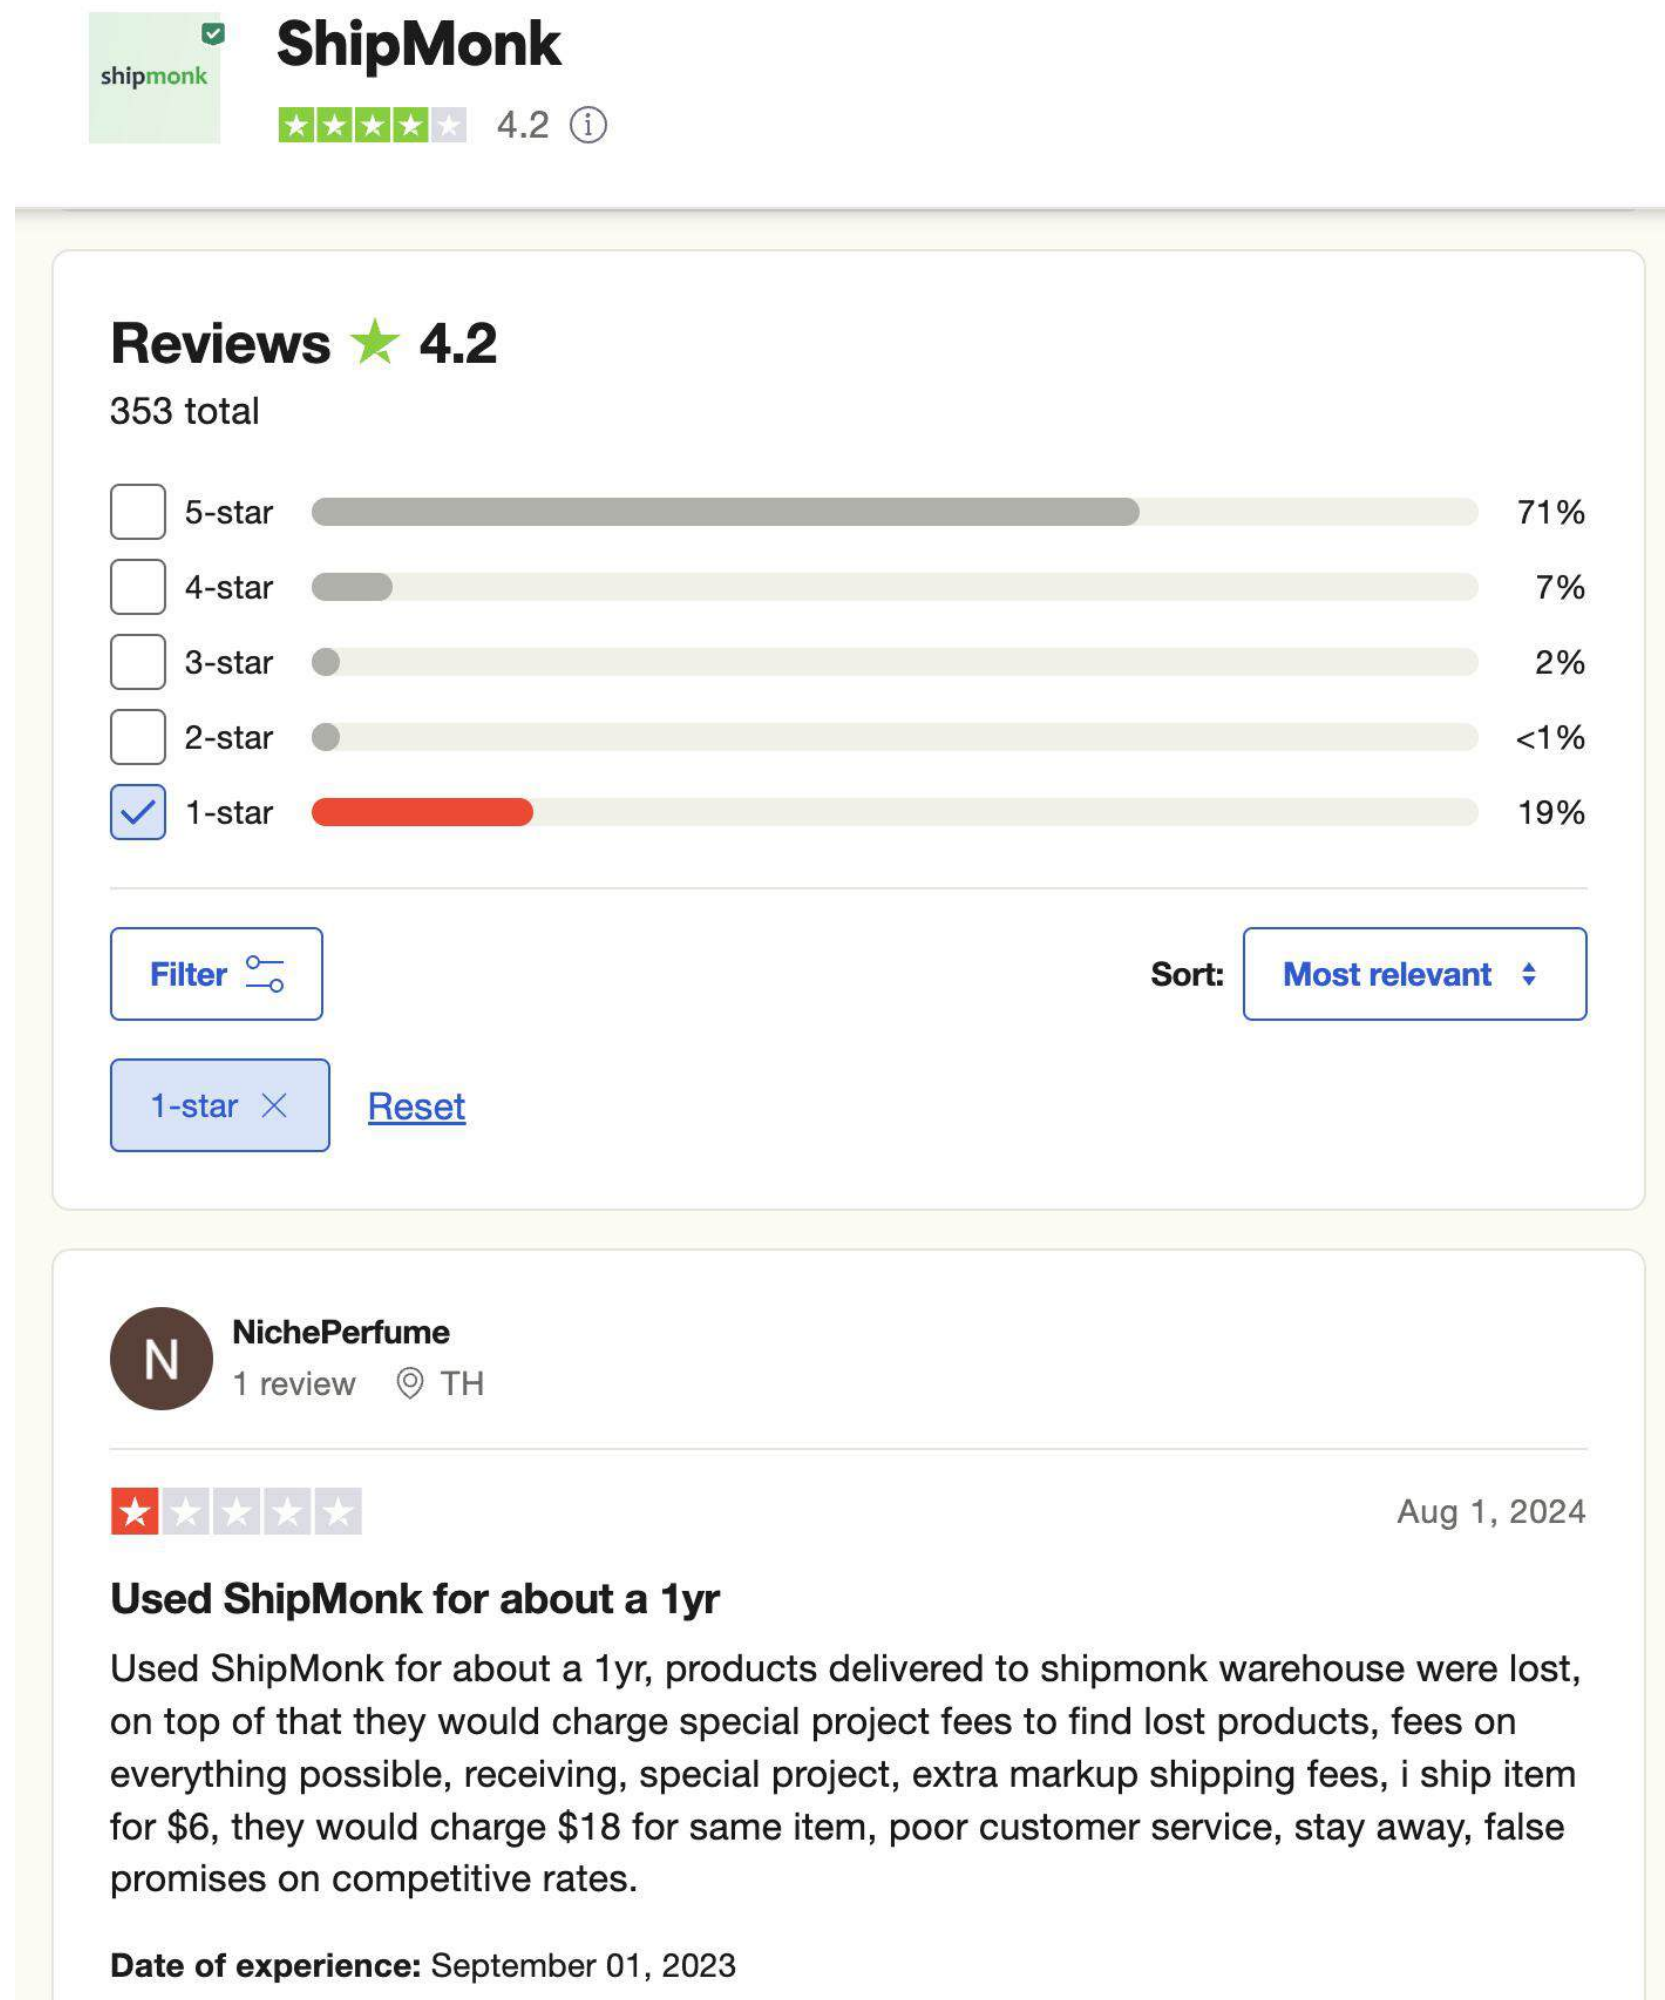 shipmonk
ShipMonk
4.2
Reviews 4.2
353 total
5-star 71%
4-star 7%
3-star 2%
2-star <1%
1-star 19%
Filter Sort: Most relevant
1-star Reset
N NichePerfume
1 review TH
Aug 1, 2024
Used ShipMonk for about a 1yr
Used ShipMonk for about a 1yr, products delivered to shipmonk warehouse were lost,
on top of that they would charge special project fees to find lost products, fees on
everything possible, receiving, special project, extra markup shipping fees, i ship item
for $6, they would charge $18 for same item, poor customer service, stay away, false
promises on competitive rates.
Date of experience: September 01, 2023